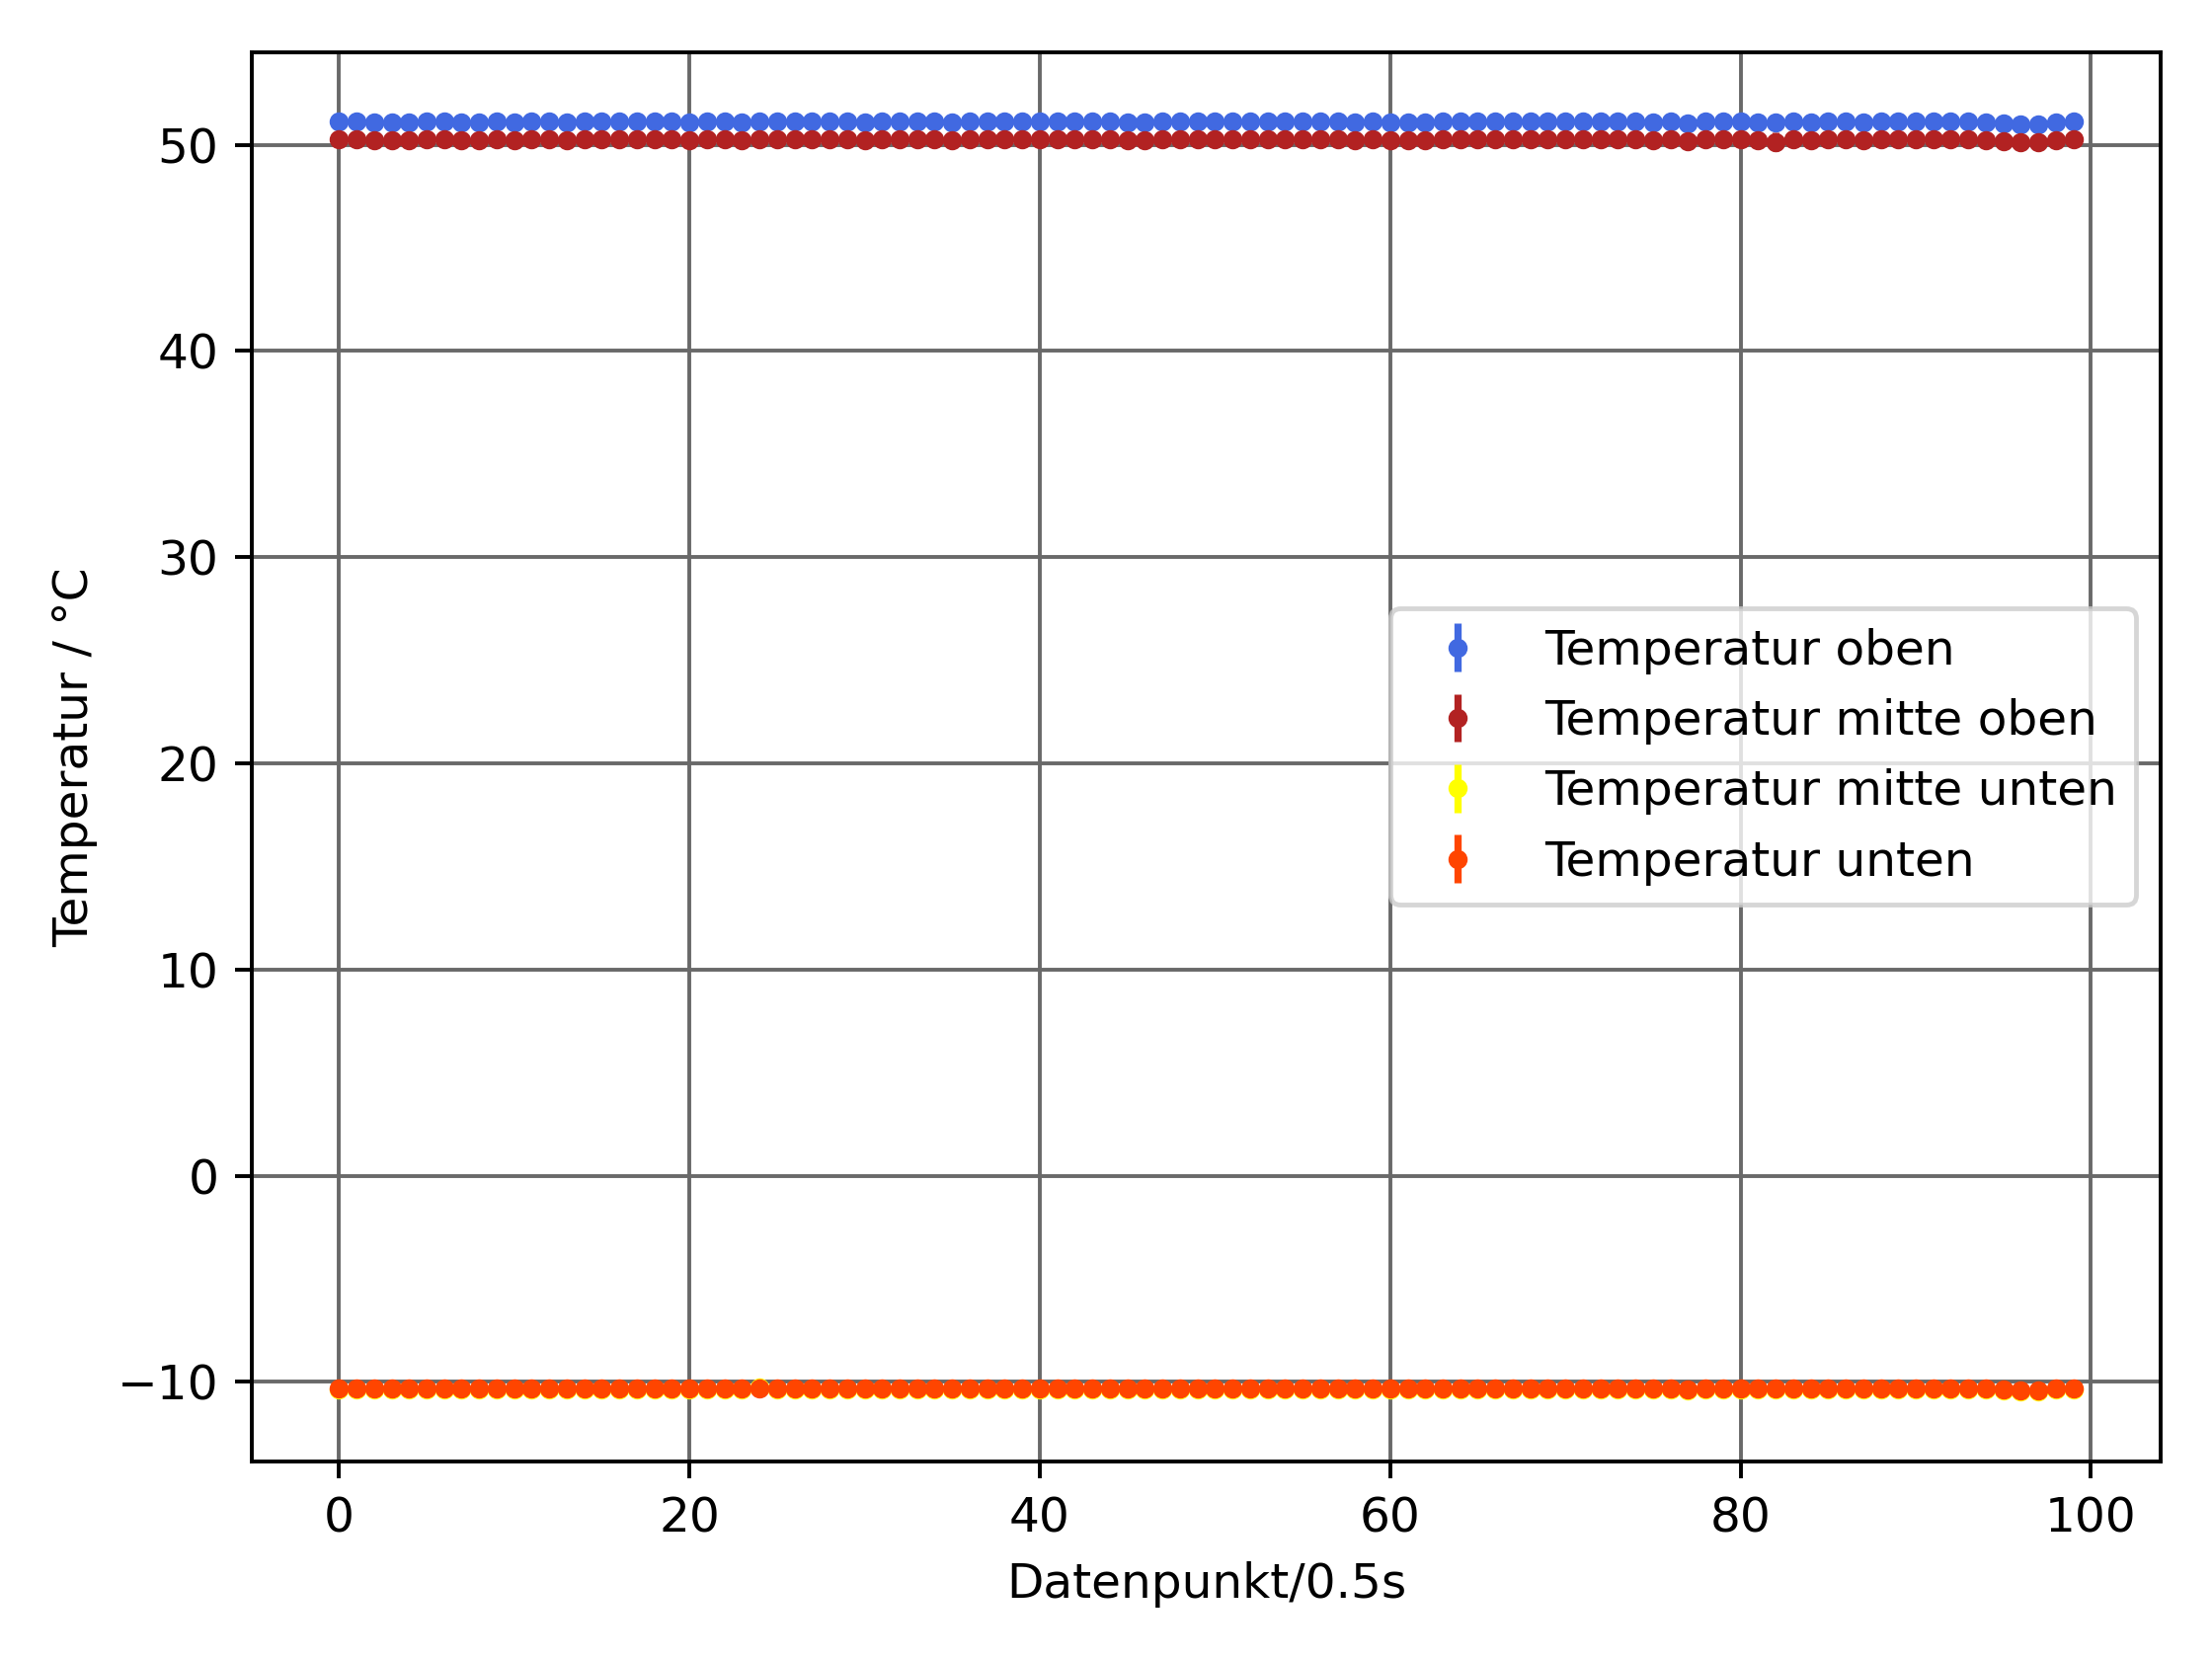 50
40
30
20
10
0
−10
Temperatur / °C
Temperatur oben
Temperatur mitte oben
Temperatur mitte unten
Temperatur unten
0 20 40 60 80 100
Datenpunkt/0.5s